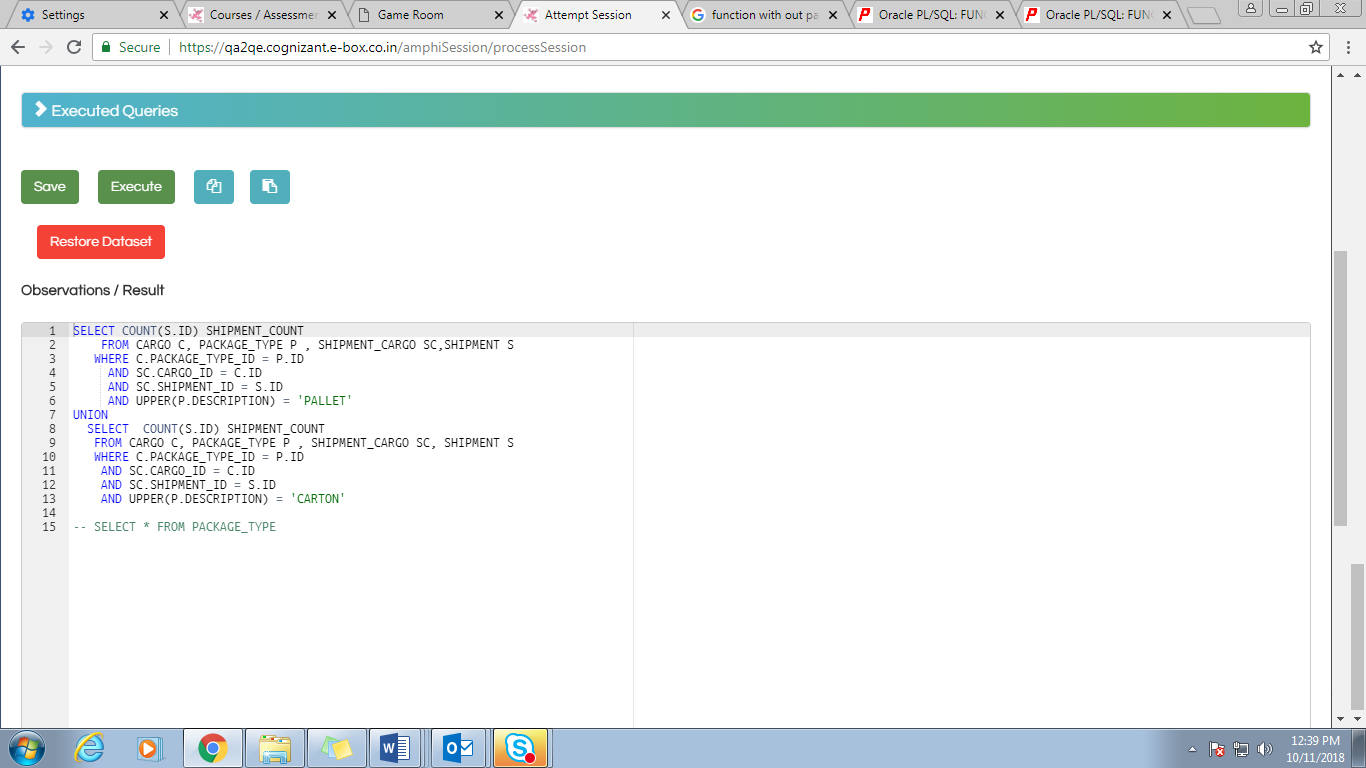 Settings
Courses / Assessmer
Game Room
Attempt Session
function with out pa
Oracle PL/SQL: FUN
Oracle PL/SQL: FUN
Secure
https://qa2qe.cognizant.e-box.co.in/amphiSession/processSession
Executed Queries
Save
Execute
Restore Dataset
Observations / Result
1 SELECT COUNT(S.ID) SHIPMENT_COUNT
2 FROM CARGO C, PACKAGE_TYPE P , SHIPMENT_CARGO SC,SHIPMENT S
3 WHERE C.PACKAGE_TYPE_ID = P.ID
4 AND SC.CARGO_ID = C.ID
5 AND SC.SHIPMENT_ID = S.ID
6 AND UPPER(P.DESCRIPTION) = 'PALLET'
7 UNION
8 SELECT COUNT(S.ID) SHIPMENT_COUNT
9 FROM CARGO C, PACKAGE_TYPE P , SHIPMENT_CARGO SC, SHIPMENT S
10 WHERE C.PACKAGE_TYPE_ID = P.ID
11 AND SC.CARGO_ID = C.ID
12 AND SC.SHIPMENT_ID = S.ID
13 AND UPPER(P.DESCRIPTION) = 'CARTON'
14
15 -- SELECT * FROM PACKAGE_TYPE
12:39 PM
10/11/2018